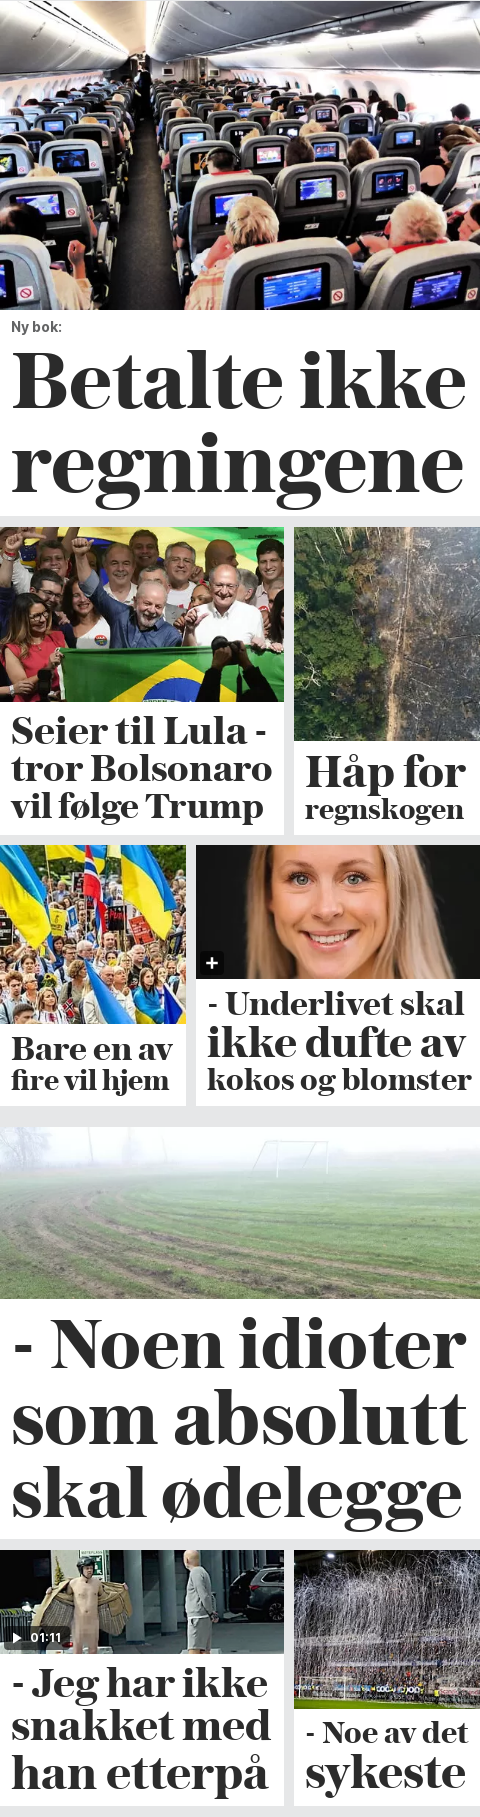 Ny bok:
Betalte ikke
regningene
Seier til Lula -
tror Bolsonaro
vil følge Trump
Håp for
regnskogen
Bare en av
fire vil hjem
- Underlivet skal
ikke dufte av
kokos og blomster
- Noen idioter
som absolutt
skal ødelegge
01:11
- Jeg har ikke
snakket med
han etterpå
- Noe av det
sykeste